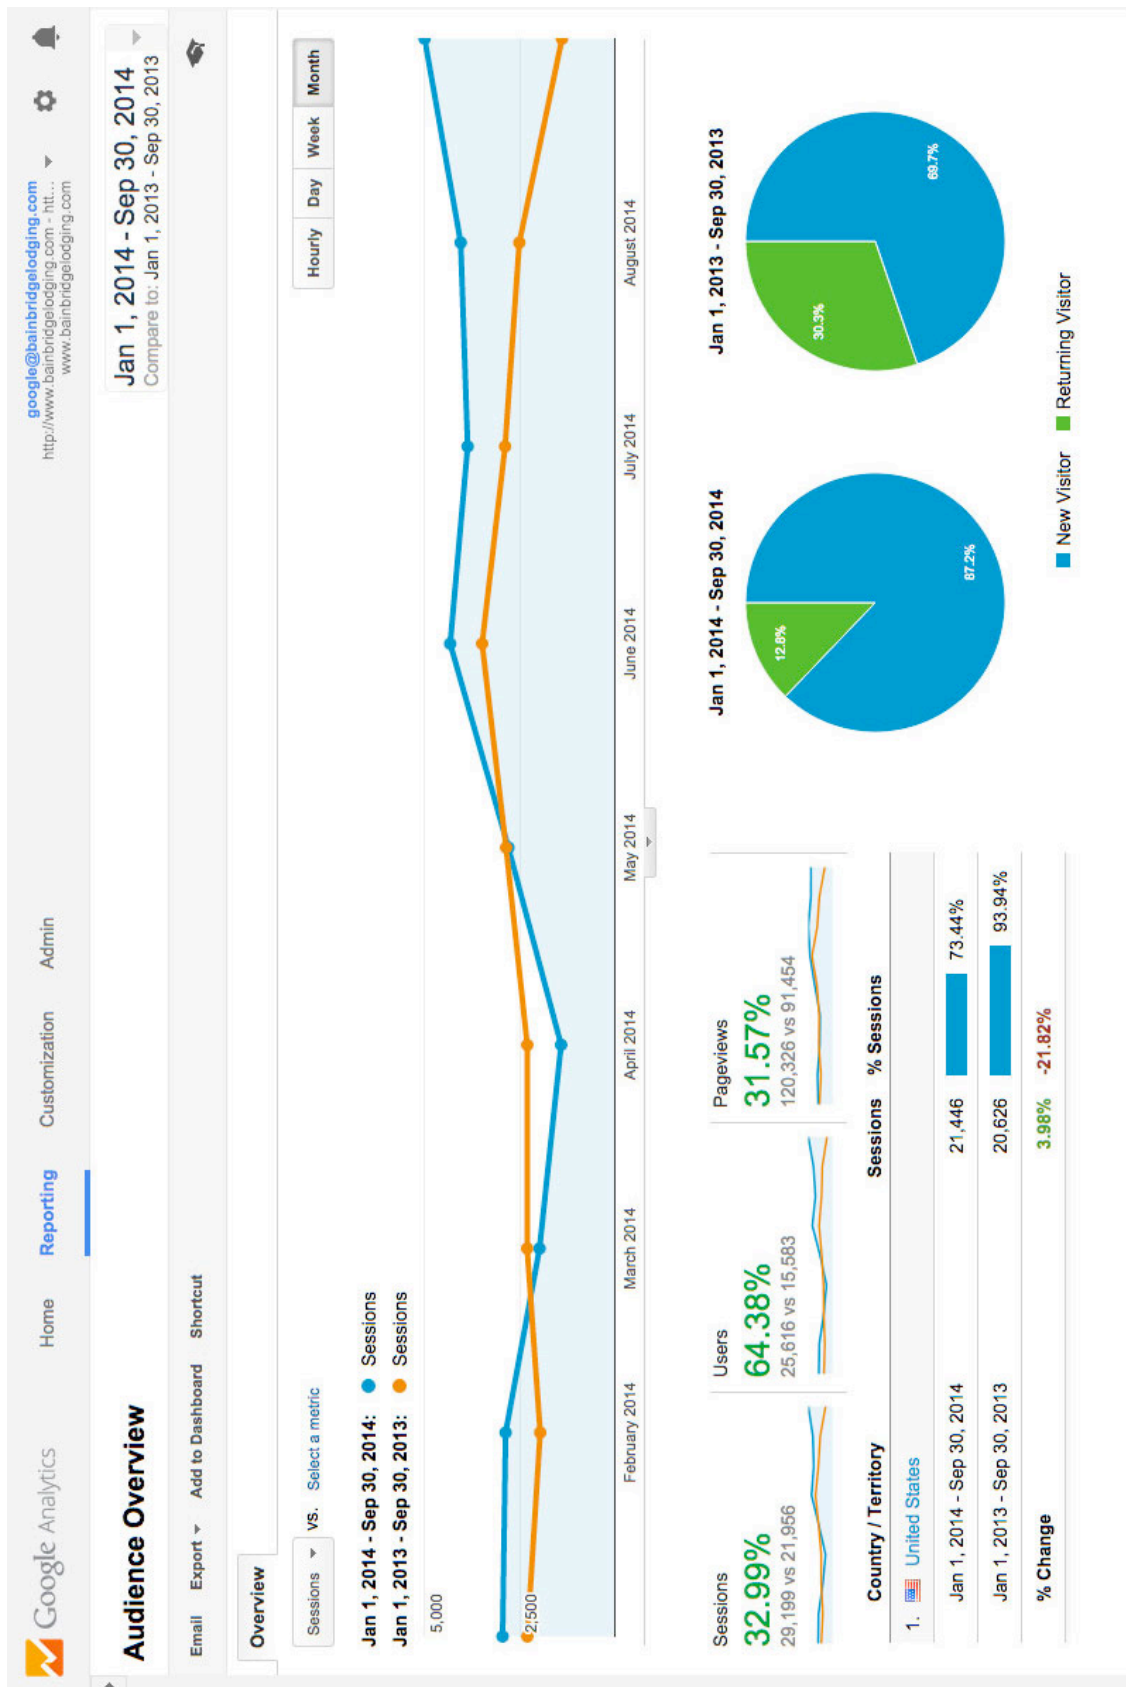 Google Analytics
Home
Reporting
Customization
Admin
google@bainbridgelodging.com
http://www.bainbridgelodging.com - htt...
www.bainbridgelodging.com
Audience Overview
Jan 1, 2014 - Sep 30, 2014
Compare to: Jan 1, 2013 - Sep 30, 2013
Email Export Add to Dashboard Shortcut
Overview
Sessions VS. Select a metric
Hourly Day Week Month
Jan 1, 2014 - Sep 30, 2014: Sessions
Jan 1, 2013 - Sep 30, 2013: Sessions
5,000
2,500
February 2014 March 2014 April 2014 May 2014 June 2014 July 2014 August 2014
Sessions
32.99%
29,199 vs 21,956
Users
64.38%
25,616 vs 15,583
Pageviews
31.57%
120,326 vs 91,454
Country / Territory Sessions % Sessions
1. United States
Jan 1, 2014 - Sep 30, 2014 21,446 73.44%
Jan 1, 2013 - Sep 30, 2013 20,626 93.94%
% Change 3.98% -21.82%
Jan 1, 2014 - Sep 30, 2014
12.8%
87.2%
Jan 1, 2013 - Sep 30, 2013
30.3%
69.7%
New Visitor Returning Visitor